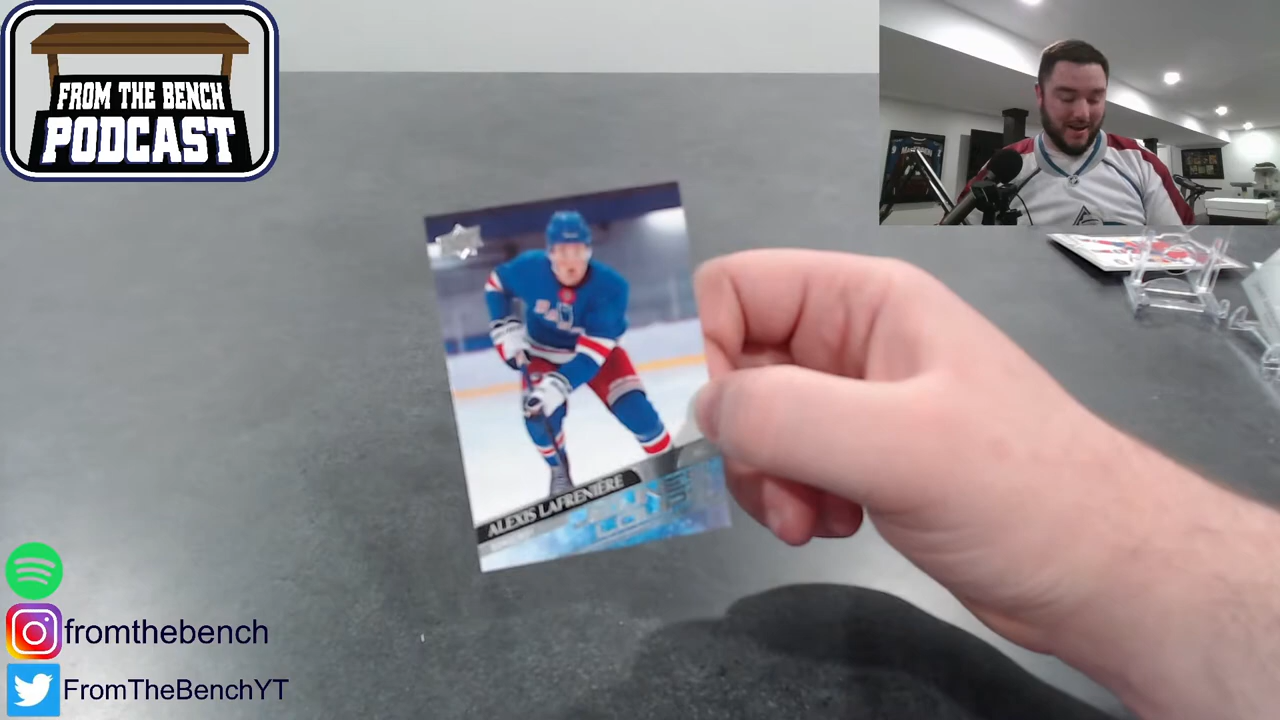 FROM THE BENCH
PODCAST
ALEXIS LAFRENIÈRE
fromthebench
FromTheBenchYT